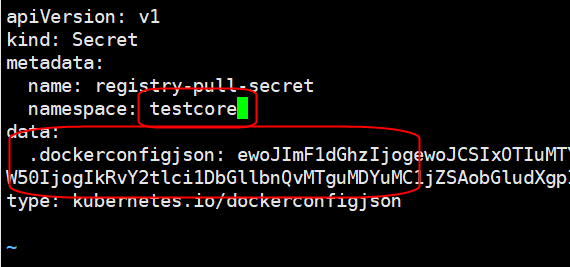 apiVersion: v1
kind: Secret
metadata:
  name: registry-pull-secret
  namespace: testcore
data:
  .dockerconfigjson: ewoJImF1dGhzIjogewoJCSIxOTIuMTY
W50IjogIkRvY2tlci1DbGllbnQvMTguMDYuMC1jZSAobGludXgpI
type: kubernetes.io/dockerconfigjson
~